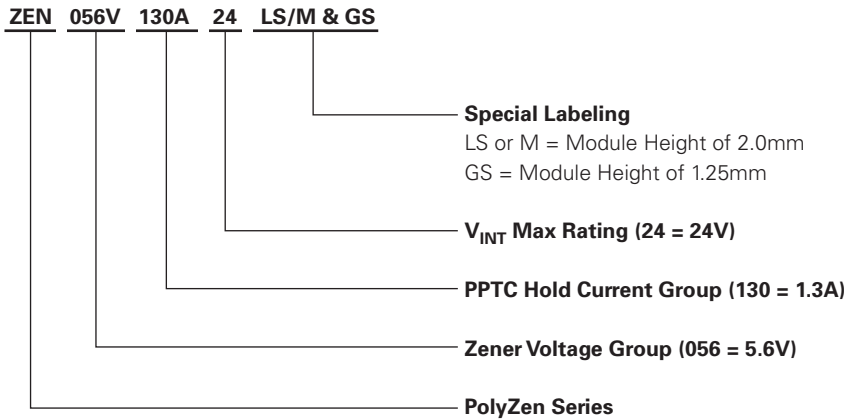 ZEN 056V 130A 24 LS/M & GS
Special Labeling
LS or M = Module Height of 2.0mm
GS = Module Height of 1.25mm
VINT Max Rating (24 = 24V)
PPTC Hold Current Group (130 = 1.3A)
Zener Voltage Group (056 = 5.6V)
PolyZen Series